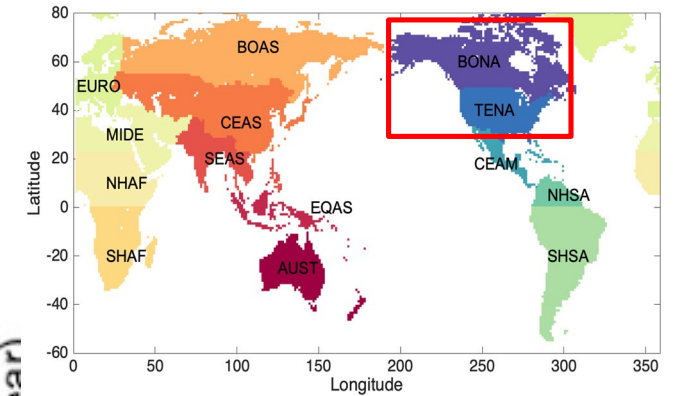 80
60
40
20
0
-20
-40
-60
Latitude
0 50 100 150 200 250 300 350
Longitude
BOAS
BONA
EURO
TENA
CEAS
MIDE
SEAS
CEAM
NHAF
NHSA
EQAS
SHAF
SHSA
AUST
ear)